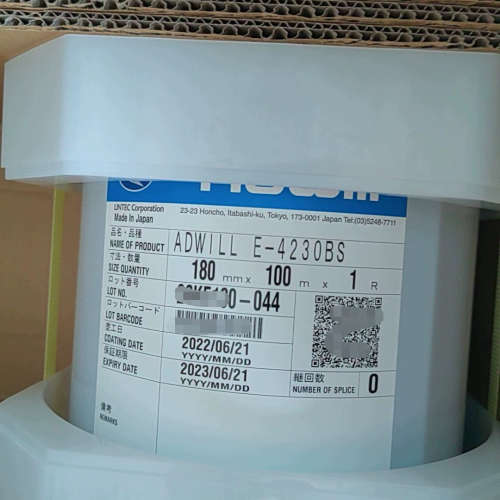 Adwill
LINTEC Corporation
23-23 Honcho, Itabashi-ku, Tokyo, 173-0001 Japan Tel:(03)5248-7711
Made in Japan
品名・品種
NAME OF PRODUCT ADWILL E-4230BS
寸法・数量
SIZE QUANTITY 180 mm x 100 m x 1 R
ロット番号
LOT NO. -044
ロットバーコード
LOT BARCODE
塗工日
COATING DATE 2022/06/21
YYYY/MM/DD
保証期限
EXPIRY DATE 2023/06/21
YYYY/MM/DD
継回数
NUMBER OF SPLICE 0
備考
REMARKS